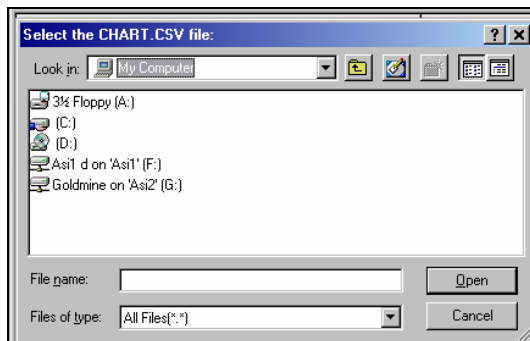 Select the CHART.CSV file:
Look in: My Computer
3½ Floppy (A:)
(C:)
(D:)
Asi1 d on 'Asi1' (F:)
Goldmine on 'Asi2' (G:)
File name: Open
Files of type: All Files(*.*) Cancel